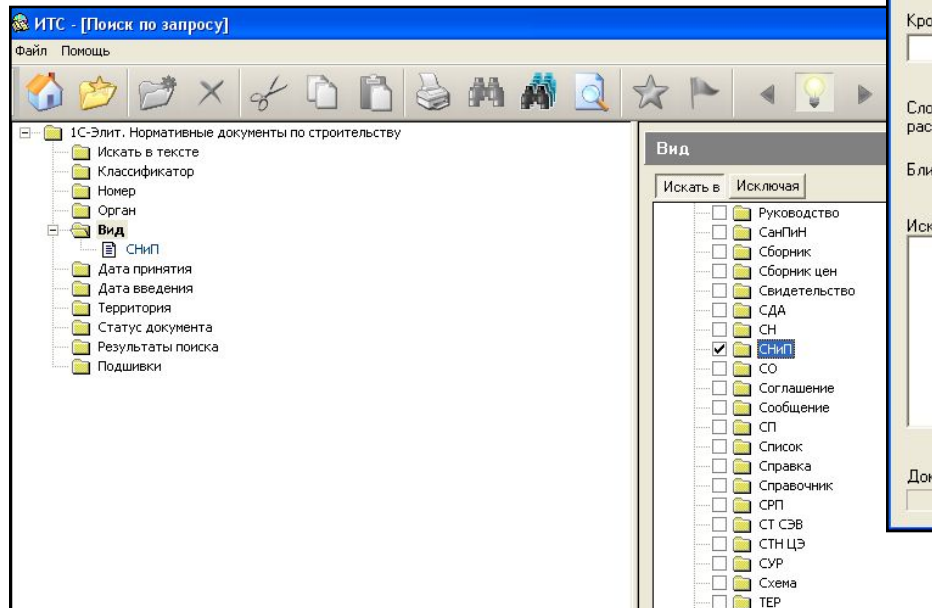 ИТС - [Поиск по запросу]
Файл Помощь
1С-Элит. Нормативные документы по строительству
Искать в тексте
Классификатор
Номер
Орган
Вид
СНиП
Дата принятия
Дата введения
Территория
Статус документа
Результаты поиска
Подшивки
Вид
Искать в Исключая
Руководство
СанПиН
Сборник
Сборник цен
Свидетельство
СДА
СН
СНиП
СО
Соглашение
Сообщение
СП
Список
Справка
Справочник
СРП
СТ СЭВ
СТН ЦЭ
СУР
Схема
ТЕР